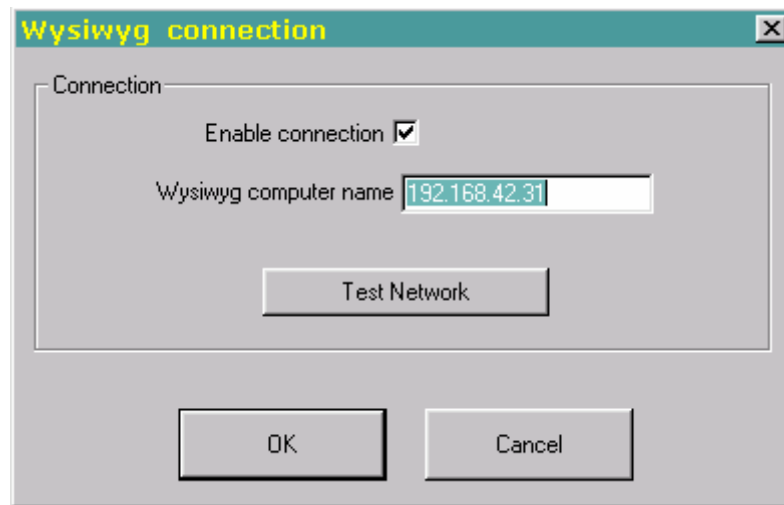 Wysiwyg connection
Connection
Enable connection
Wysiwyg computer name 192.168.42.31
Test Network
OK Cancel